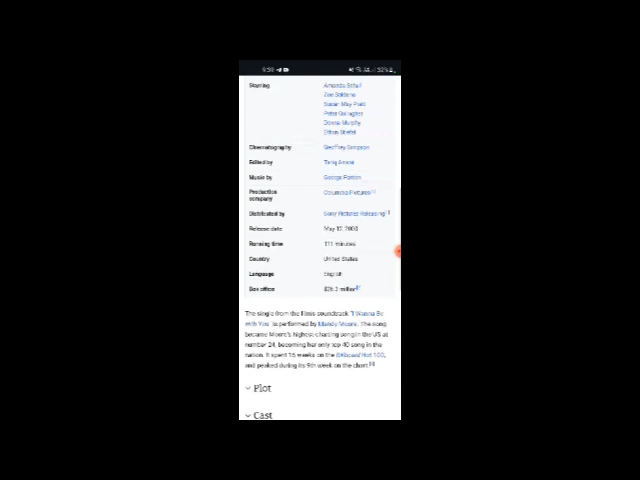 Starring Amanda Schull
Zoe Saldana
Susan May Pratt
Peter Gallagher
Donna Murphy
Ethan Stiefel
Cinematography Geoffrey Simpson
Edited by Tariq Anwar
Music by George Fenton
Production company Columbia Pictures
Distributed by Sony Pictures Releasing
Release date May 12, 2000
Running time 111 minutes
Country United States
Language English
Box office
The single from the films soundtrack "I Wanna Be
with You" is performed by Mandy Moore. The song
became Moore's highest-charting song in the US at
number 24, becoming her only top 40 song in the
nation. It spent 16 weeks on the Billboard Hot 100,
and peaked during its 9th week on the chart.
Plot
Cast